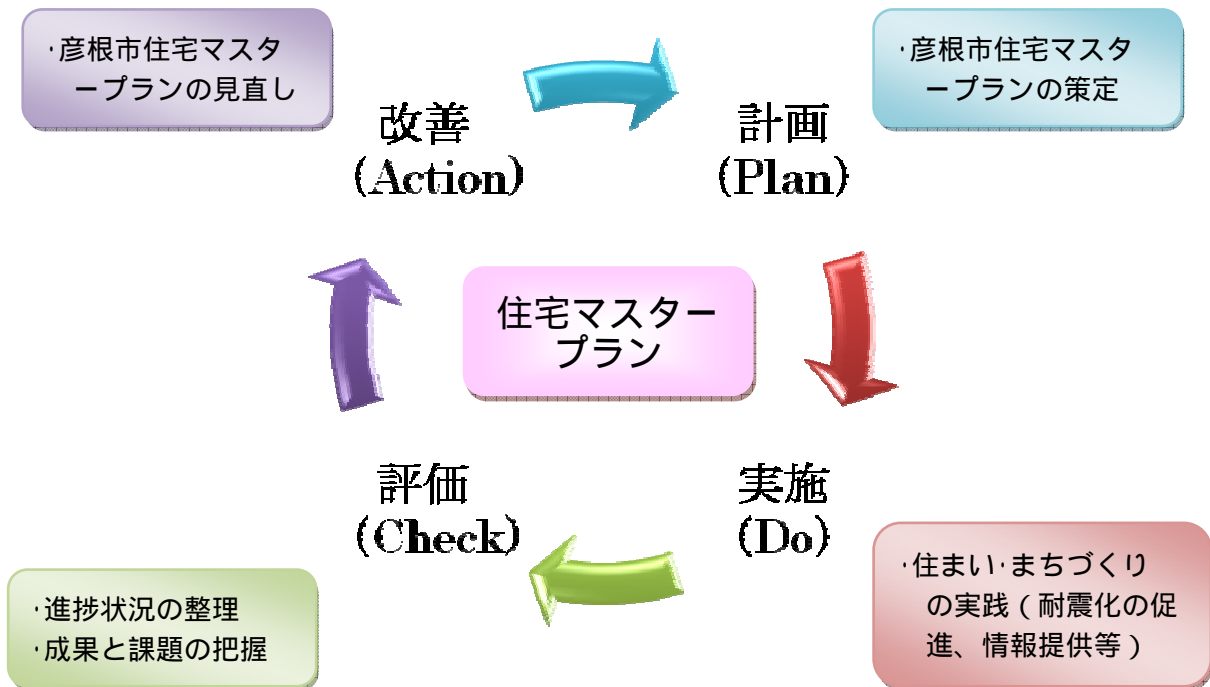 ・彦根市住宅マスタ
ープランの見直し
・彦根市住宅マスタ
ープランの策定
改善
(Action)
計画
(Plan)
住宅マスター
プラン
評価
(Check)
実施
(Do)
・進捗状況の整理
・成果と課題の把握
・住まい・まちづくり
の実践（耐震化の促
進、情報提供等）